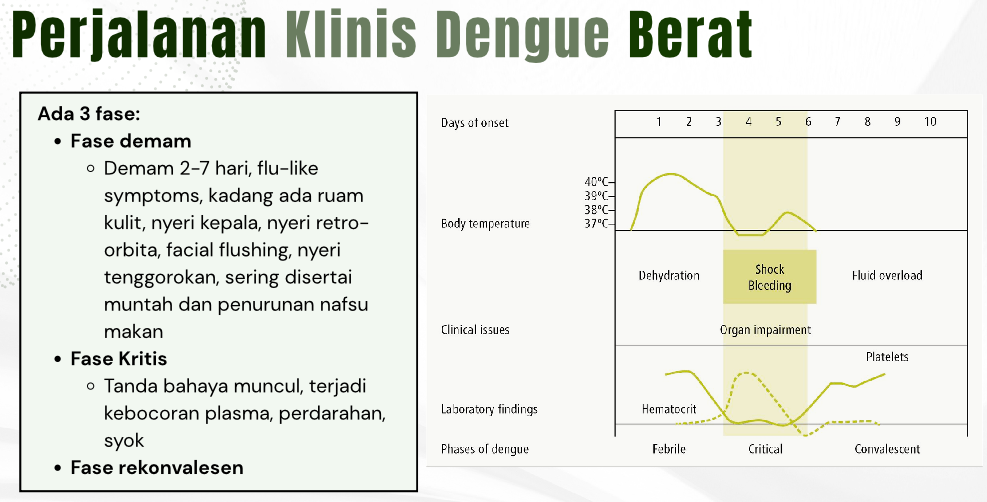 Perjalanan Klinis Dengue Berat
Ada 3 fase:
• Fase demam
○ Demam 2-7 hari, flu-like
symptoms, kadang ada ruam
kulit, nyeri kepala, nyeri retro-
orbita, facial flushing, nyeri
tenggorokan, sering disertai
muntah dan penurunan nafsu
makan
• Fase Kritis
○ Tanda bahaya muncul, terjadi
kebocoran plasma, perdarahan,
syok
• Fase rekonvalesen
Days of onset 1 2 3 4 5 6 7 8 9 10
40°C
39°C
38°C
37°C
Body temperature
Dehydration Shock Fluid overload
Bleeding
Clinical issues Organ impairment
Platelets
Laboratory findings Hematocrit
Phases of dengue Febrile Critical Convalescent